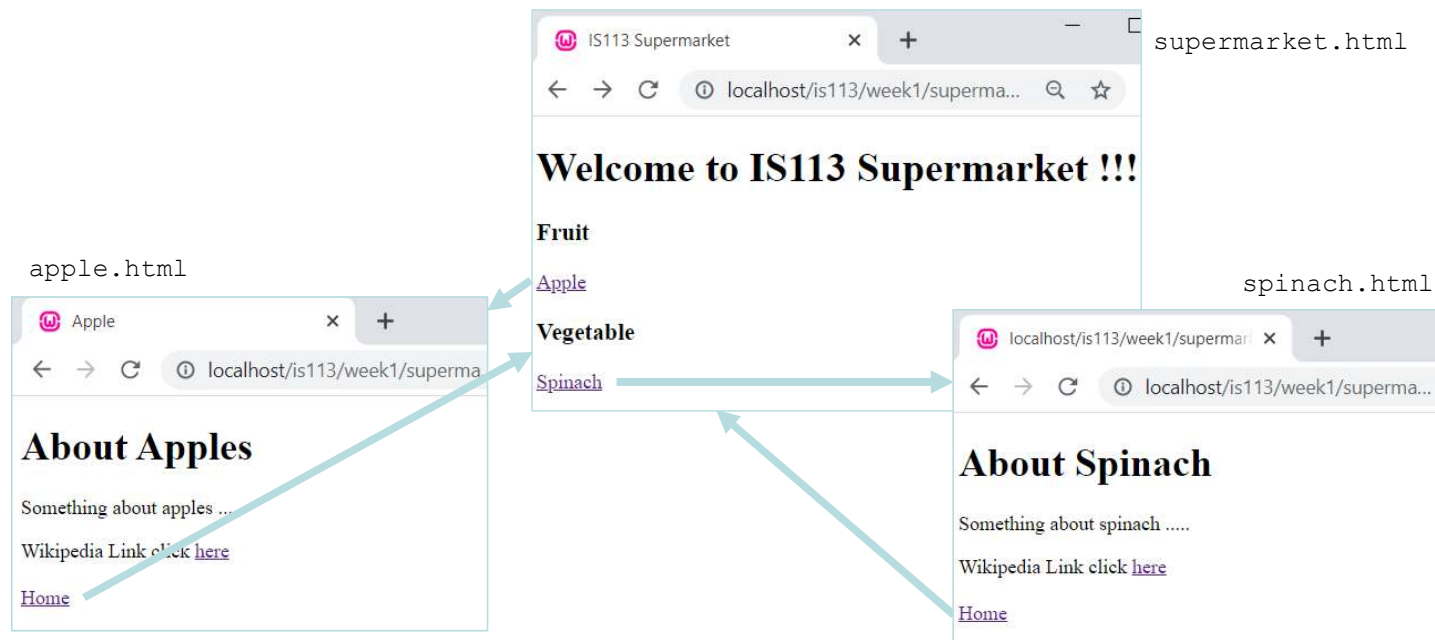 IS113 Supermarket
supermarket.html
localhost/is113/week1/superma...
Welcome to IS113 Supermarket !!!
Fruit
Apple
Vegetable
Spinach
apple.html
Apple
localhost/is113/week1/superma
About Apples
Something about apples ...
Wikipedia Link click here
Home
spinach.html
localhost/is113/week1/supermar
localhost/is113/week1/superma...
About Spinach
Something about spinach .....
Wikipedia Link click here
Home